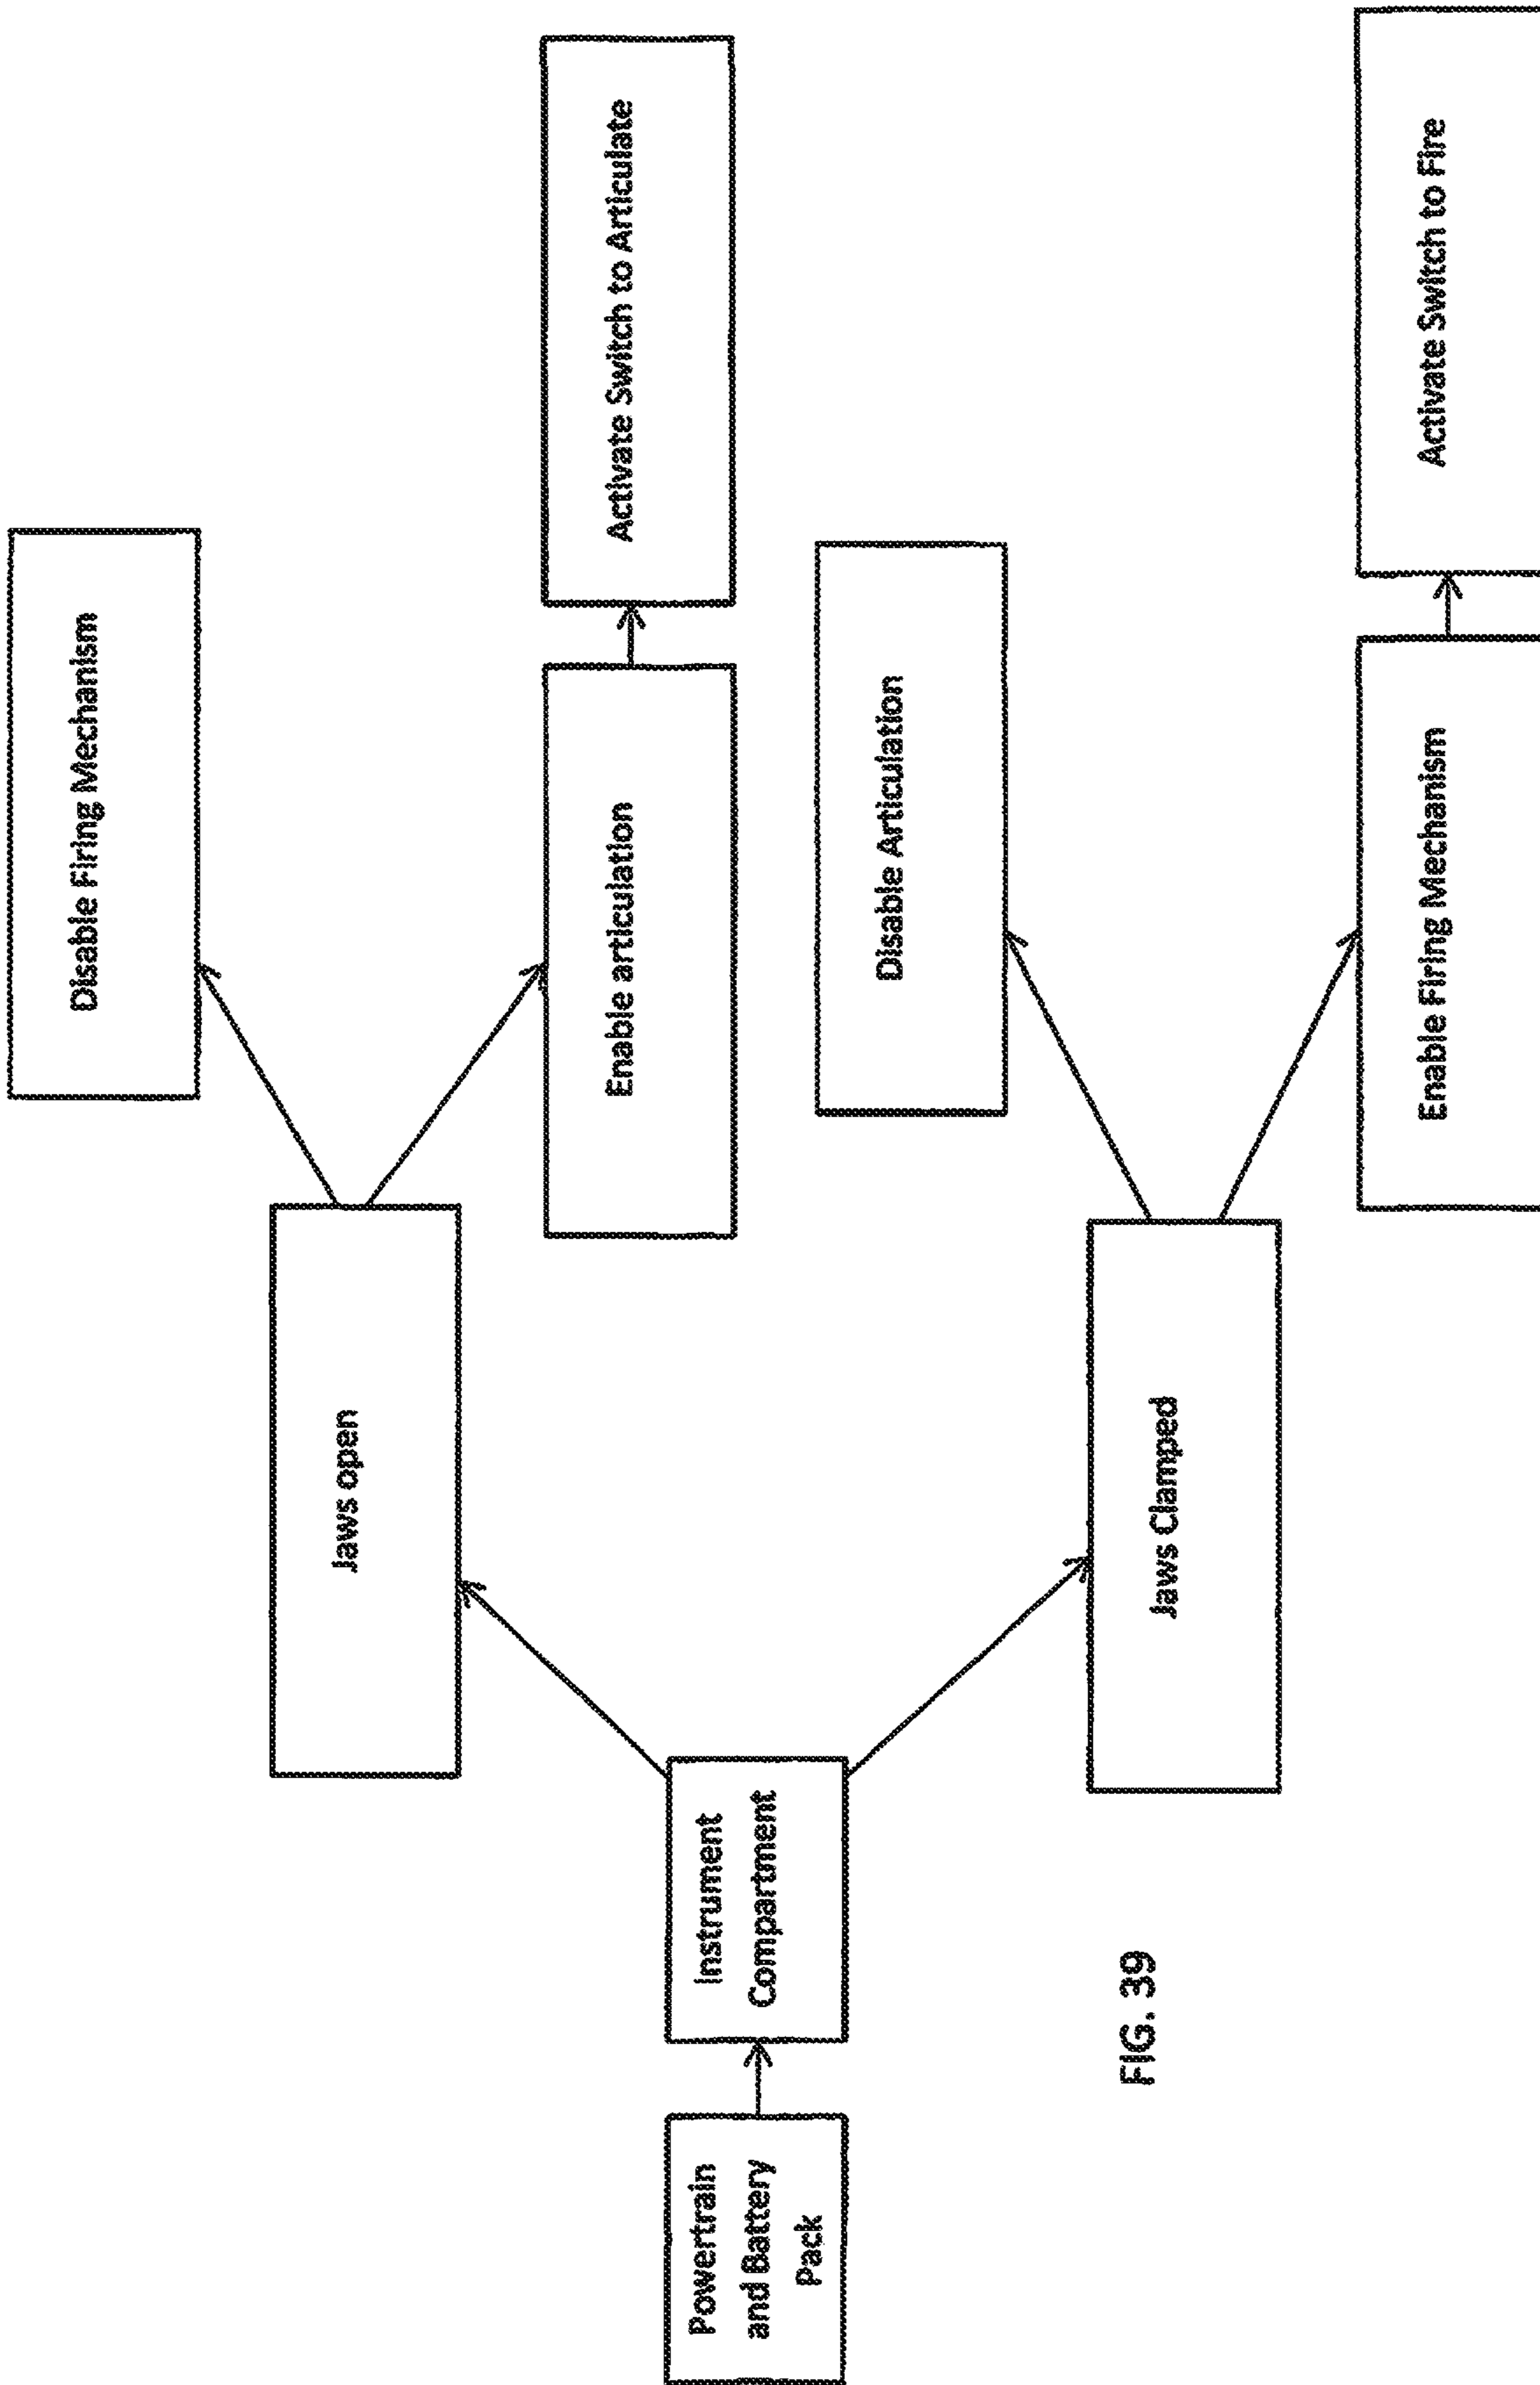 Powertrain
and Battery
Pack
Instrument
Compartment
Jaws open
Disable Firing Mechanism
Enable articulation
Activate Switch to Articulate
Jaws Clamped
Disable Articulation
Enable Firing Mechanism
Activate Switch to Fire
FIG. 39